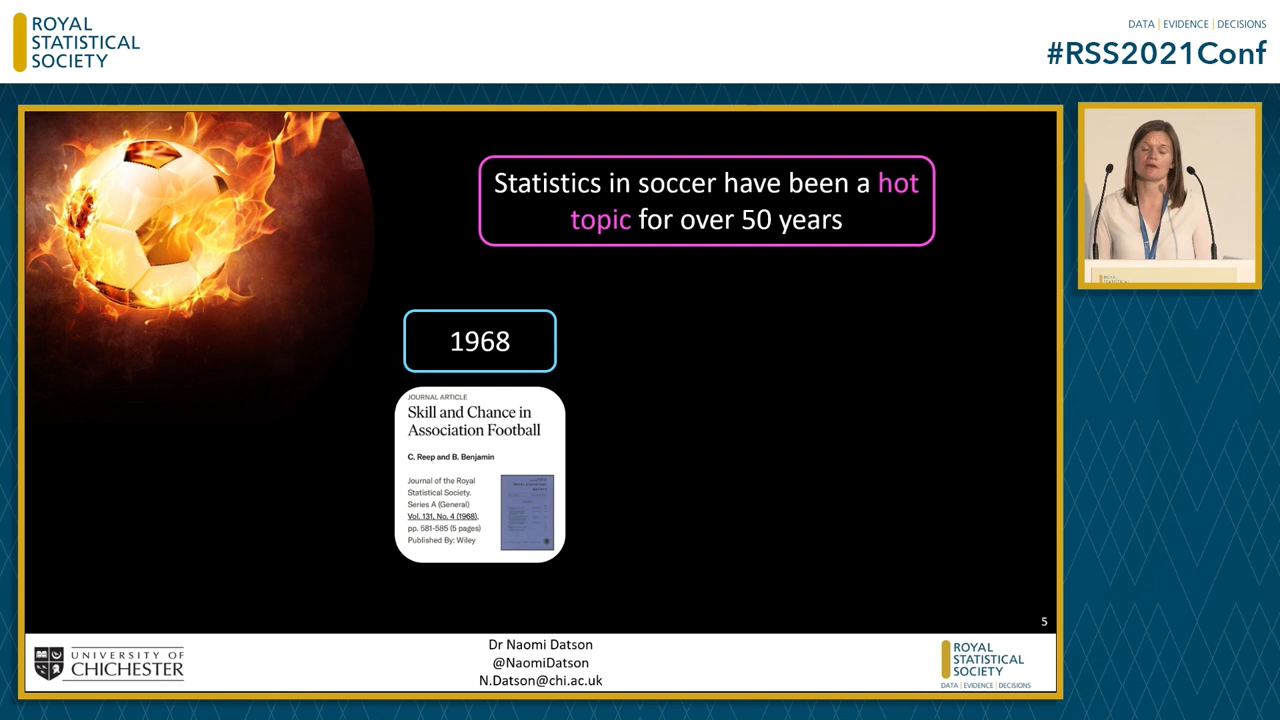 ROYAL
STATISTICAL
SOCIETY
DATA | EVIDENCE | DECISIONS
#RSS2021Conf
Statistics in soccer have been a hot
topic for over 50 years
1968
JOURNAL ARTICLE
Skill and Chance in
Association Football
C. Reep and B. Benjamin
Journal of the Royal
Statistical Society.
Series A (General)
Vol. 131, No. 4 (1968),
pp. 581-585 (5 pages)
Published By: Wiley
5
UNIVERSITY OF
CHICHESTER
Dr Naomi Datson
@NaomiDatson
N.Datson@chi.ac.uk
ROYAL
STATISTICAL
SOCIETY
DATA | EVIDENCE | DECISIONS